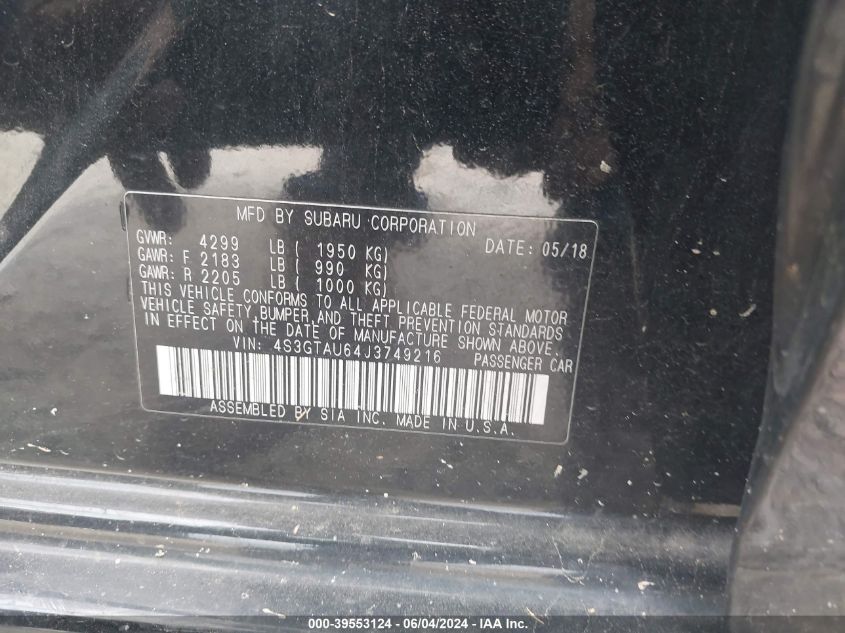 MFD BY SUBARU CORPORATION
GVWR: 4299 LB ( 1950 KG) DATE: 05/18
GAWR: F 2183 LB ( 990 KG)
GAWR: R 2205 LB ( 1000 KG)
THIS VEHICLE CONFORMS TO ALL APPLICABLE FEDERAL MOTOR
VEHICLE SAFETY, BUMPER, AND THEFT PREVENTION STANDARDS
IN EFFECT ON THE DATE OF MANUFACTURE SHOWN ABOVE.
VIN: 4S3GTAU64J3749216 PASSENGER CAR
ASSEMBLED BY SIA INC. MADE IN U.S.A.
000-39553124 - 06/04/2024 - IAA Inc.